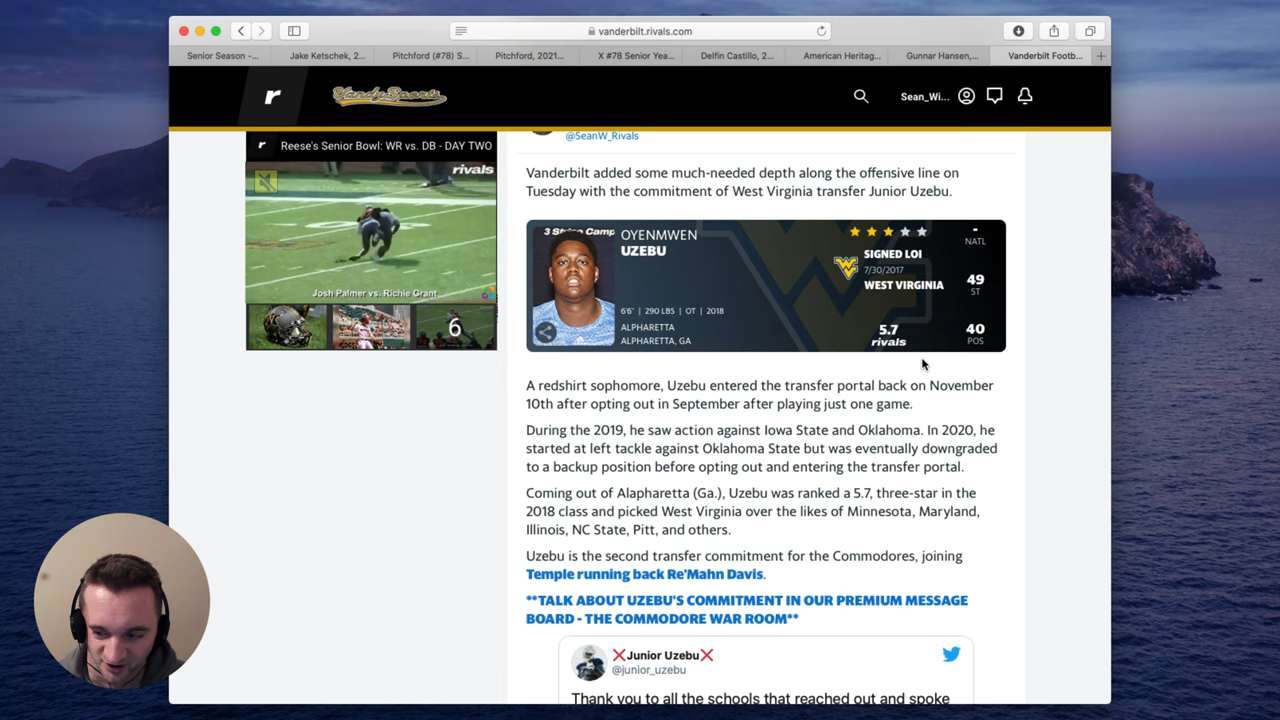 vanderbilt.rivals.com
Senior Season -...
Jake Ketschek, 2...
Pitchford (#78) S...
Pitchford, 2021...
X #78 Senior Yea...
Delfin Castillo, 2...
American Heritag...
Gunnar Hansen,...
Vanderbilt Footb...
r
VandySports
Sean_Wi...
r Reese's Senior Bowl: WR vs. DB - DAY TWO
rivals
Josh Palmer vs. Richie Grant
6
@SeanW_Rivals
Vanderbilt added some much-needed depth along the offensive line on
Tuesday with the commitment of West Virginia transfer Junior Uzebu.
3 Stripe Camp
OYENMWEN
UZEBU
6'6" | 290 LBS | OT | 2018
ALPHARETTA
ALPHARETTA, GA
SIGNED LOI
7/30/2017
WEST VIRGINIA
5.7
rivals
-
NATL
49
ST
40
POS
A redshirt sophomore, Uzebu entered the transfer portal back on November
10th after opting out in September after playing just one game.
During the 2019, he saw action against Iowa State and Oklahoma. In 2020, he
started at left tackle against Oklahoma State but was eventually downgraded
to a backup position before opting out and entering the transfer portal.
Coming out of Alapharetta (Ga.), Uzebu was ranked a 5.7, three-star in the
2018 class and picked West Virginia over the likes of Minnesota, Maryland,
Illinois, NC State, Pitt, and others.
Uzebu is the second transfer commitment for the Commodores, joining
Temple running back Re'Mahn Davis.
**TALK ABOUT UZEBU'S COMMITMENT IN OUR PREMIUM MESSAGE
BOARD - THE COMMODORE WAR ROOM**
❌Junior Uzebu❌
@junior_uzebu
Thank you to all the schools that reached out and spoke